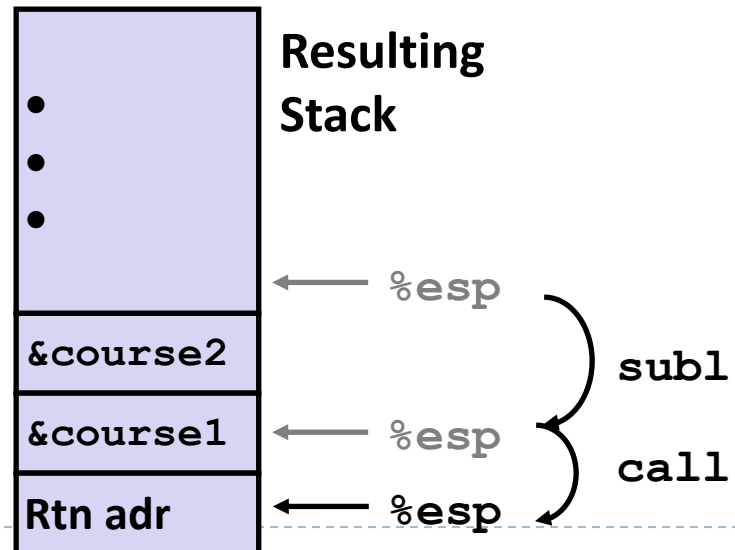 Resulting
Stack
•
•
•
%esp
&course2
subl
&course1
%esp
call
Rtn adr
%esp